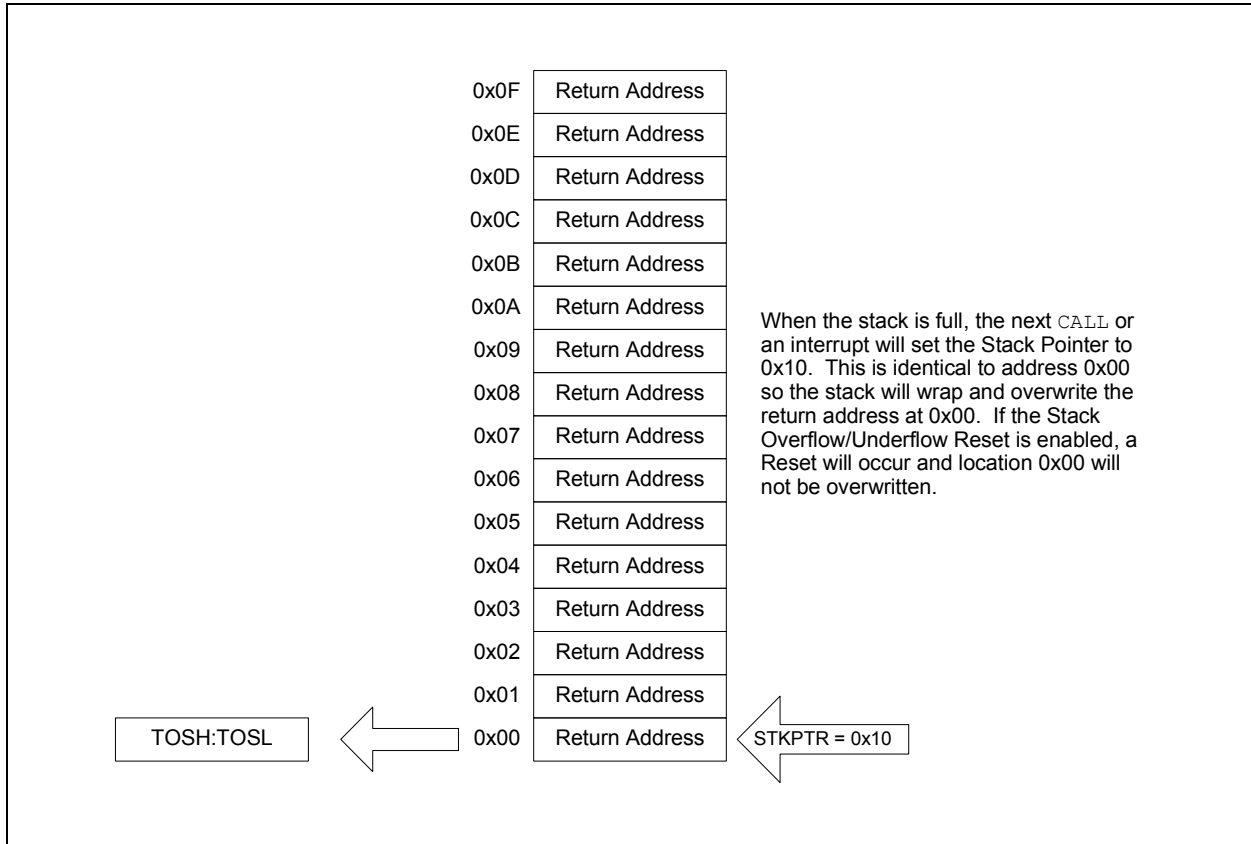 0x0F Return Address
0x0E Return Address
0x0D Return Address
0x0C Return Address
0x0B Return Address
0x0A Return Address
0x09 Return Address
0x08 Return Address
0x07 Return Address
0x06 Return Address
0x05 Return Address
0x04 Return Address
0x03 Return Address
0x02 Return Address
0x01 Return Address
TOSH:TOSL 0x00 Return Address STKPTR = 0x10
When the stack is full, the next CALL or
an interrupt will set the Stack Pointer to
0x10. This is identical to address 0x00
so the stack will wrap and overwrite the
return address at 0x00. If the Stack
Overflow/Underflow Reset is enabled, a
Reset will occur and location 0x00 will
not be overwritten.